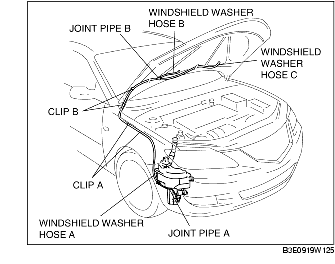 WINDSHIELD WASHER
HOSE B
JOINT PIPE B
WINDSHIELD
WASHER
HOSE C
CLIP B
CLIP A
WINDSHIELD WASHER
HOSE A
JOINT PIPE A
B3E0919W125